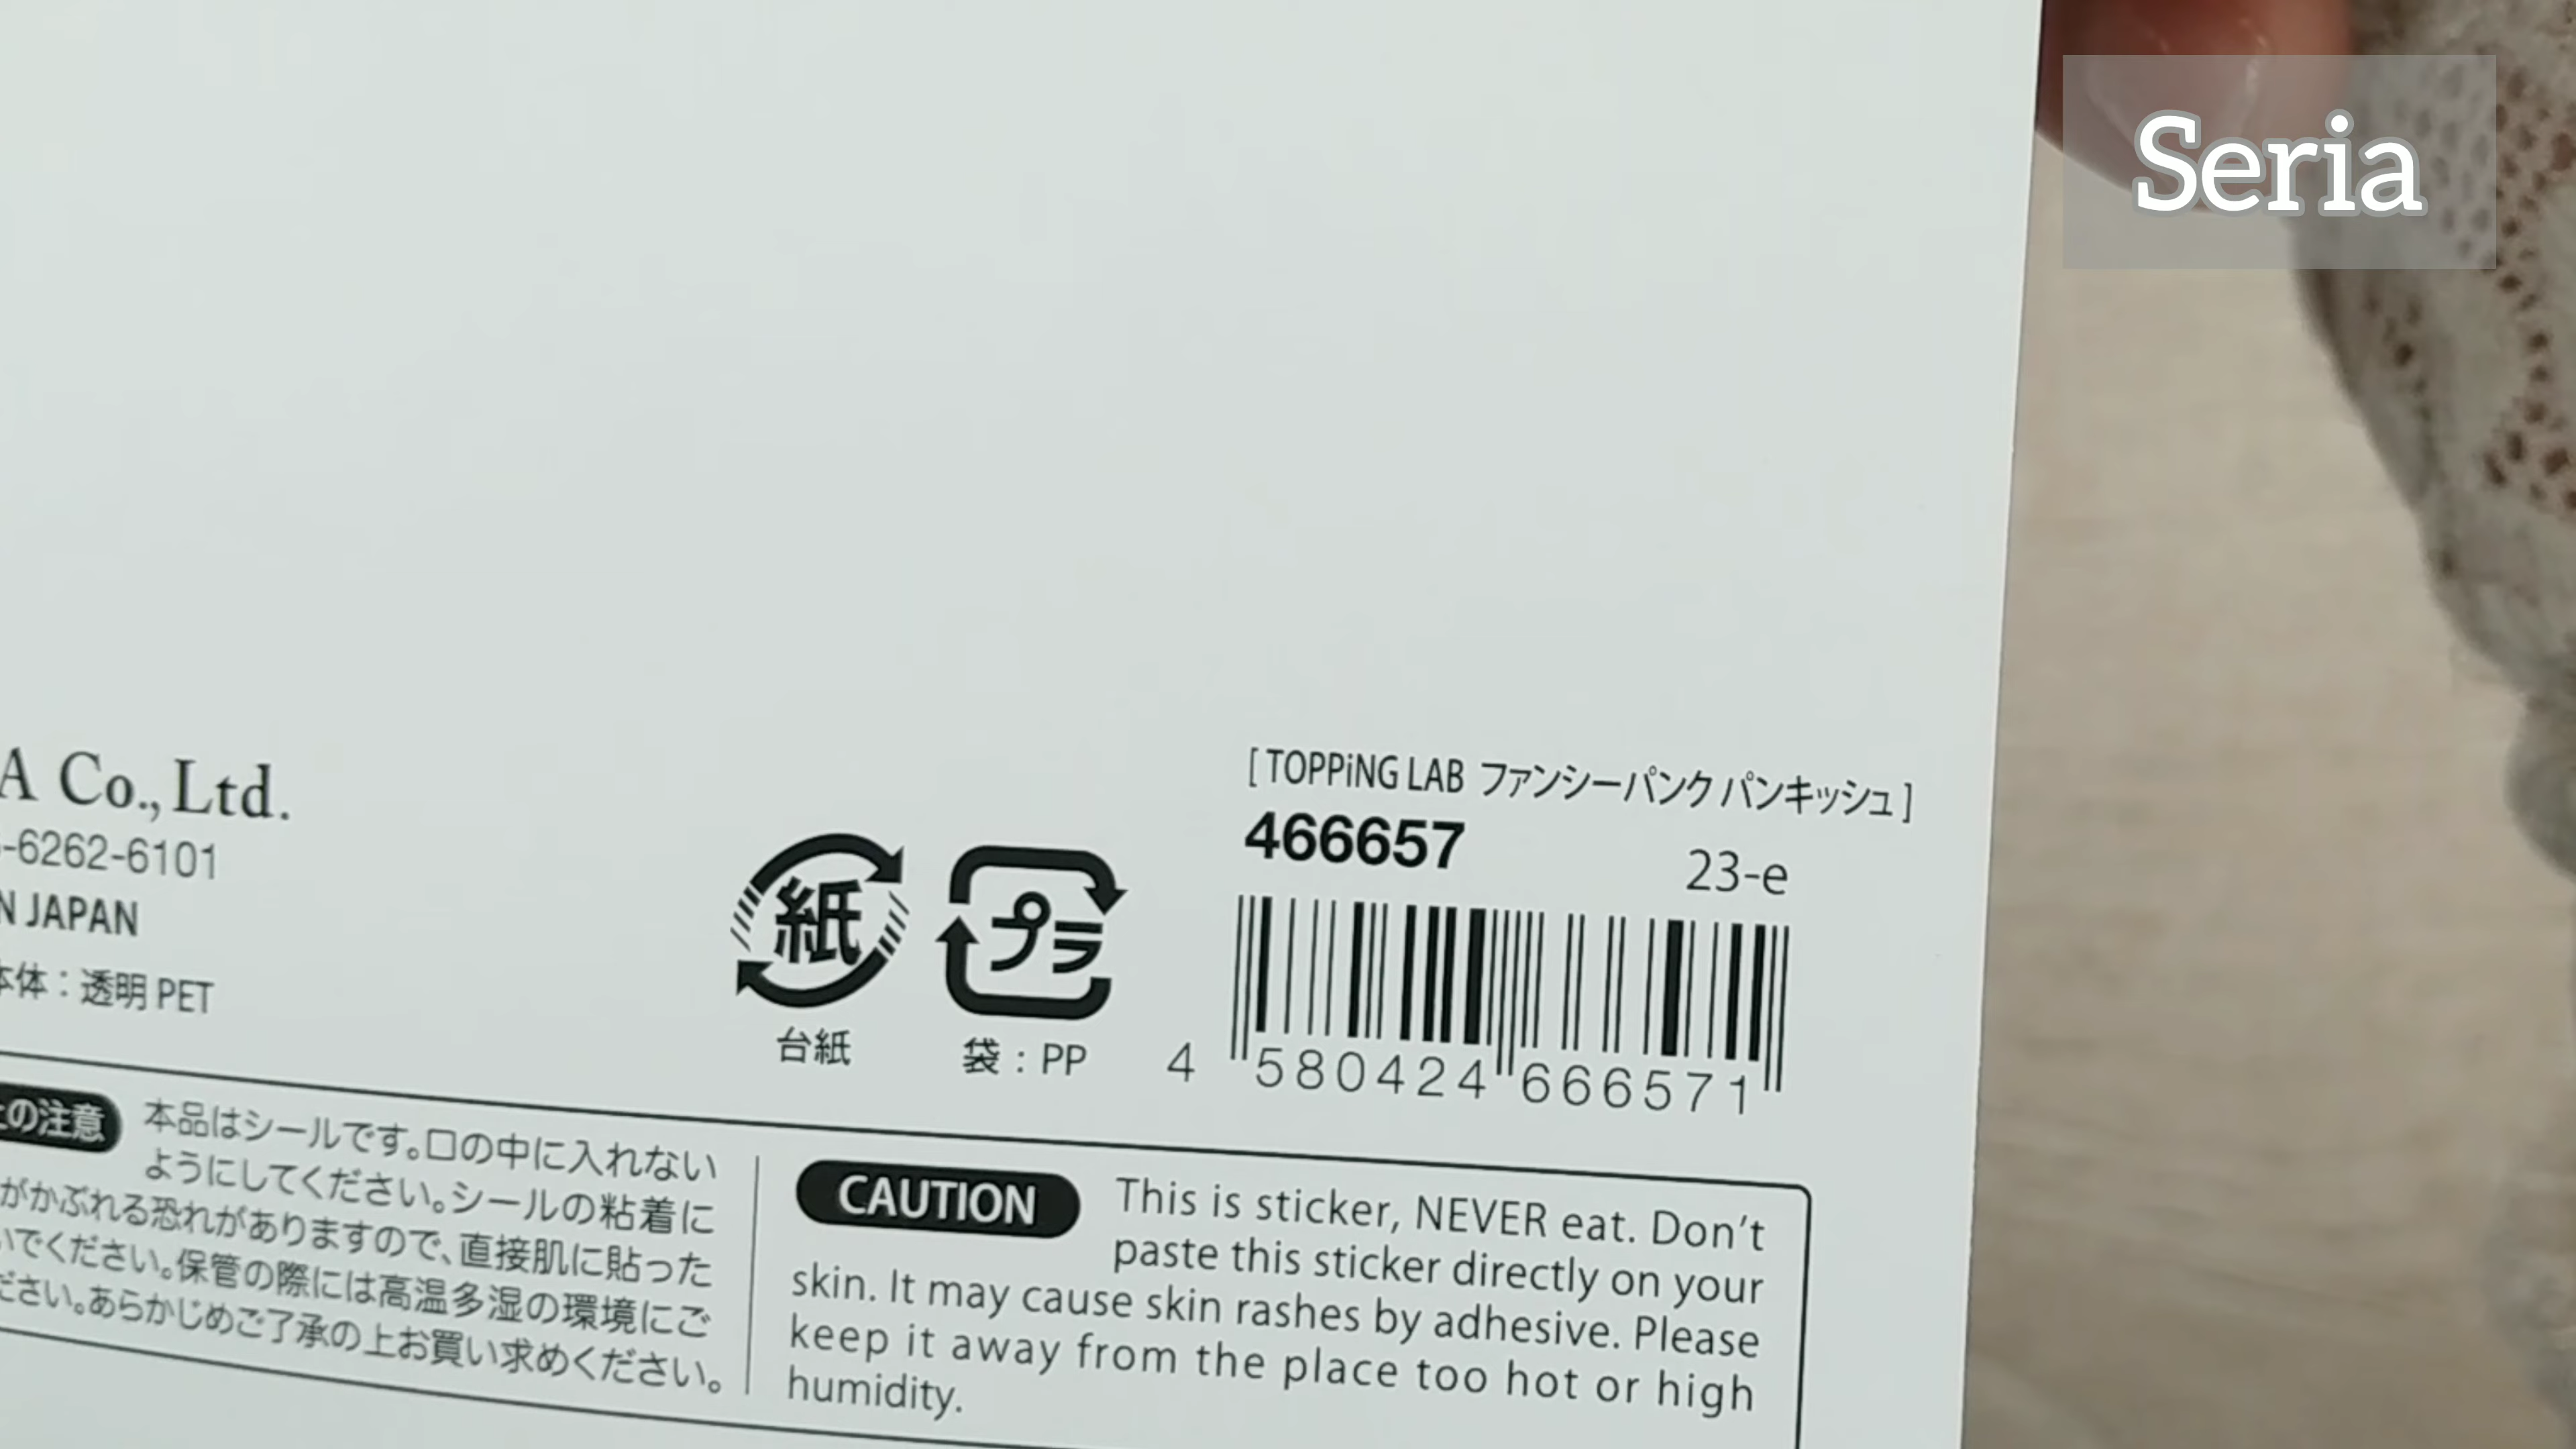 Seria
A Co., Ltd.
-6262-6101
N JAPAN
本体：透明 PET
紙
台紙
プラ
袋：PP
[ TOPPiNG LAB ファンシーパンク パンキッシュ ]
466657
23-e
4 580424 666571
上の注意
本品はシールです。口の中に入れない
ようにしてください。シールの粘着に
がかぶれる恐れがありますので、直接肌に貼った
いでください。保管の際には高温多湿の環境にご
ださい。あらかじめご了承の上お買い求めください。
CAUTION
This is sticker, NEVER eat. Don't
paste this sticker directly on your
skin. It may cause skin rashes by adhesive. Please
keep it away from the place too hot or high
humidity.